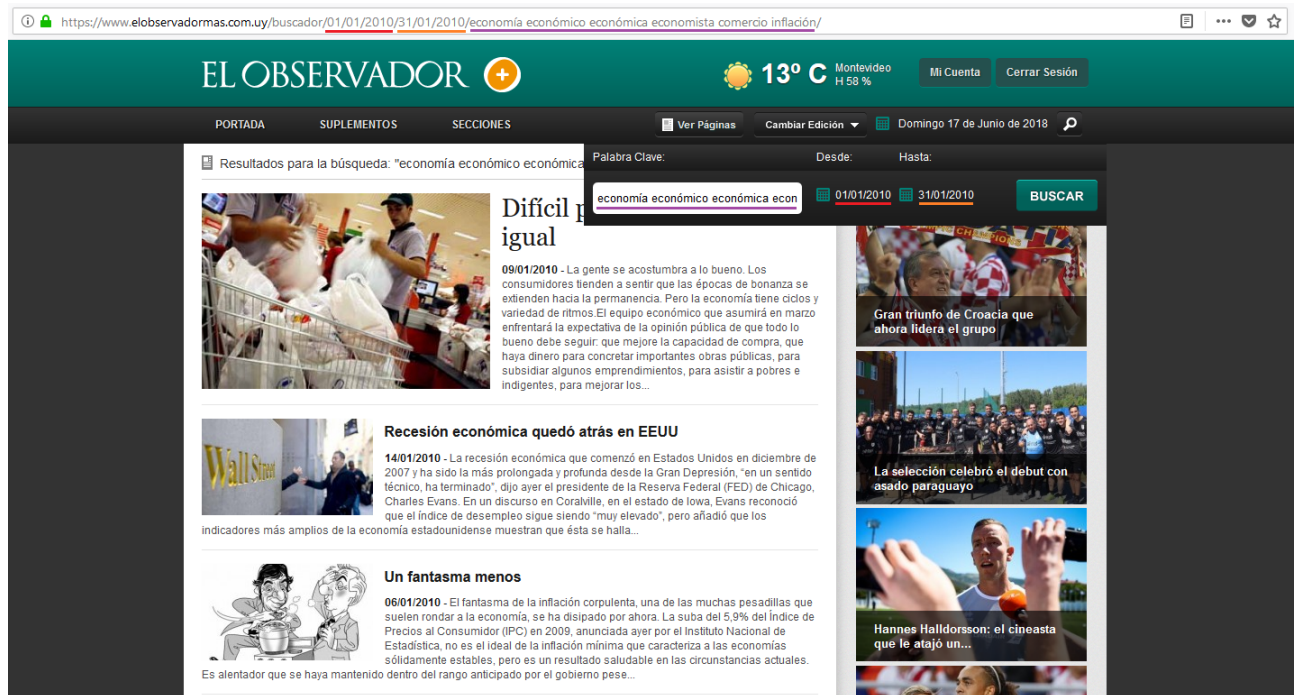 https://www.elobservadormas.com.uy/buscador/01/01/2010/31/01/2010/economía económico económica economista comercio inflación/
EL OBSERVADOR +
13º C Montevideo
H 58 %
Mi Cuenta Cerrar Sesión
PORTADA SUPLEMENTOS SECCIONES Ver Páginas Cambiar Edición Domingo 17 de Junio de 2018
Resultados para la búsqueda: "economía económico económica
Palabra Clave: Desde: Hasta:
economía económico económica econ 01/01/2010 31/01/2010 BUSCAR
Difícil
igual
09/01/2010 - La gente se acostumbra a lo bueno. Los
consumidores tienden a sentir que las épocas de bonanza se
extienden hacia la permanencia. Pero la economía tiene ciclos y
variedad de ritmos.El equipo económico que asumirá en marzo
enfrentará la expectativa de la opinión pública de que todo lo
bueno debe seguir: que mejore la capacidad de compra, que
haya dinero para concretar importantes obras públicas, para
subsidiar algunos emprendimientos, para asistir a pobres e
indigentes, para mejorar los...
Wall Street
Recesión económica quedó atrás en EEUU
14/01/2010 - La recesión económica que comenzó en Estados Unidos en diciembre de
2007 y ha sido la más prolongada y profunda desde la Gran Depresión, “en un sentido
técnico, ha terminado”, dijo ayer el presidente de la Reserva Federal (FED) de Chicago,
Charles Evans. En un discurso en Coralville, en el estado de Iowa, Evans reconoció
que el índice de desempleo sigue siendo “muy elevado”, pero añadió que los
indicadores más amplios de la economía estadounidense muestran que ésta se halla...
Un fantasma menos
06/01/2010 - El fantasma de la inflación corpulenta, una de las muchas pesadillas que
suelen rondar a la economía, se ha disipado por ahora. La suba del 5,9% del Índice de
Precios al Consumidor (IPC) en 2009, anunciada ayer por el Instituto Nacional de
Estadística, no es el ideal de la inflación mínima que caracteriza a las economías
sólidamente estables, pero es un resultado saludable en las circunstancias actuales.
Es alentador que se haya mantenido dentro del rango anticipado por el gobierno pese...
CHAMPIONS
Gran triunfo de Croacia que
ahora lidera el grupo
La selección celebró el debut con
asado paraguayo
Hannes Halldorsson: el cineasta
que le atajó un...